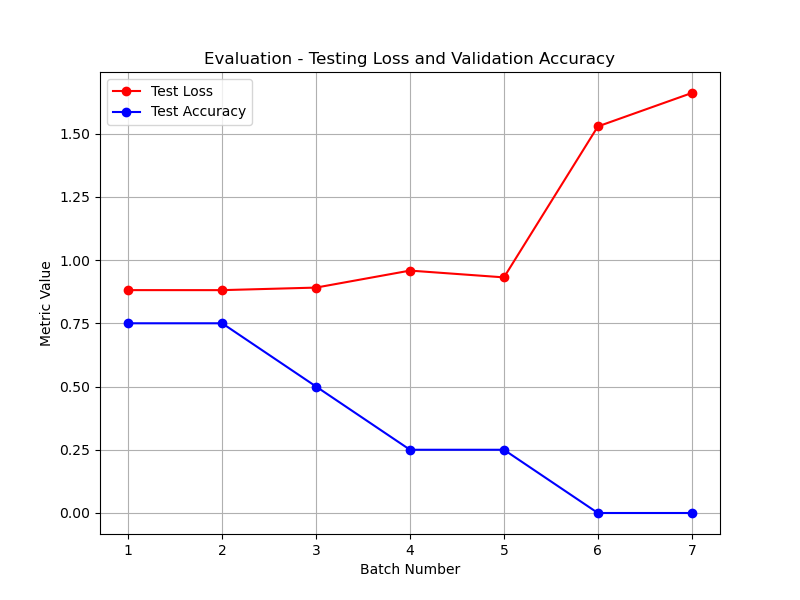 Evaluation - Testing Loss and Validation Accuracy
Test Loss
Test Accuracy
Metric Value
1.50
1.25
1.00
0.75
0.50
0.25
0.00
1 2 3 4 5 6 7
Batch Number